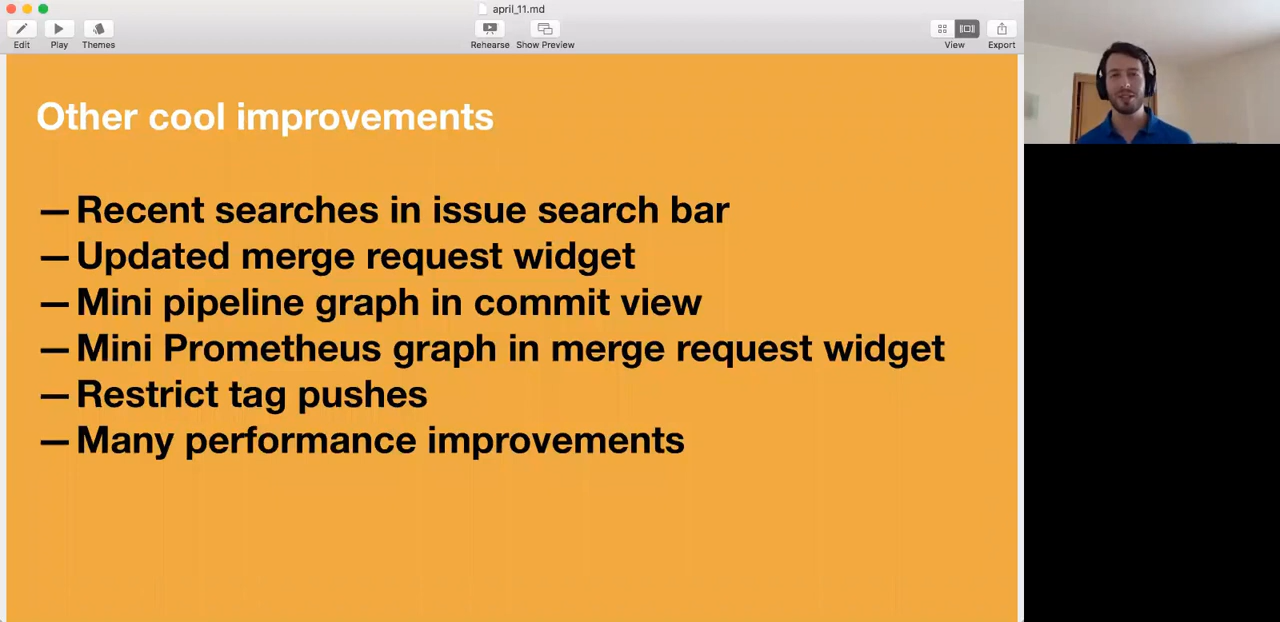 april_11.md
Edit
Play
Themes
Rehearse
Show Preview
View
Export
Other cool improvements
— Recent searches in issue search bar
— Updated merge request widget
— Mini pipeline graph in commit view
— Mini Prometheus graph in merge request widget
— Restrict tag pushes
— Many performance improvements